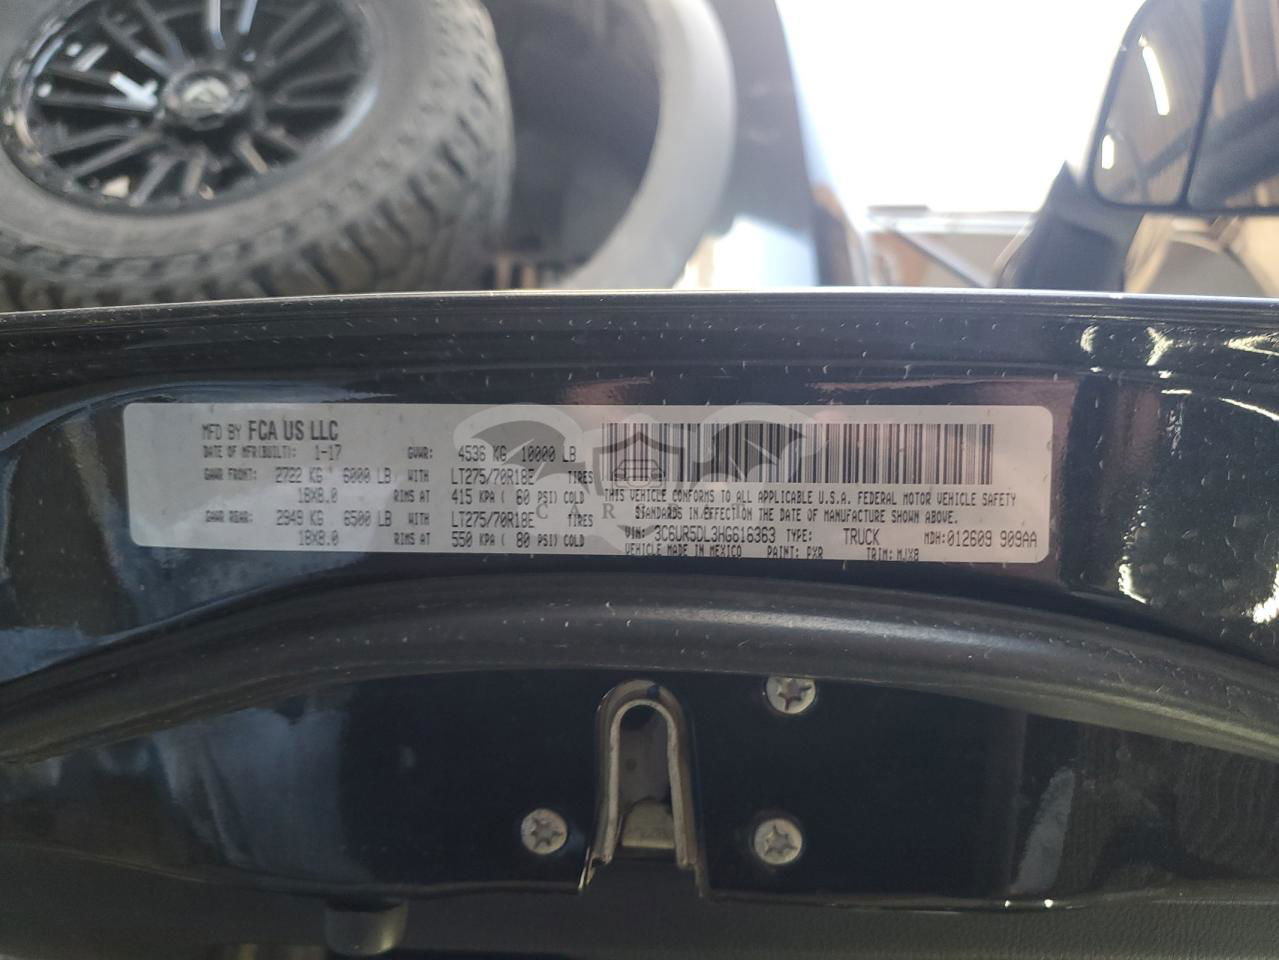 MFD BY FCA US LLC
DATE OF MFR(BUILT): 1-17 GVWR: 4536 KG 10000 LB
GAWR FRONT: 2722 KG 6000 LB WITH LT275/70R18E TIRES
18X8.0 RIMS AT 415 KPA ( 60 PSI) COLD
GAWR REAR: 2949 KG 6500 LB WITH LT275/70R18E TIRES
18X8.0 RIMS AT 550 KPA ( 80 PSI) COLD
THIS VEHICLE CONFORMS TO ALL APPLICABLE U.S.A. FEDERAL MOTOR VEHICLE SAFETY
STANDARDS IN EFFECT ON THE DATE OF MANUFACTURE SHOWN ABOVE.
VIN: 3C6UR5DL3HG616363 TYPE: TRUCK MDH:012609 909AA
VEHICLE MADE IN MEXICO PAINT: PXR TRIM: MJX8
CAR